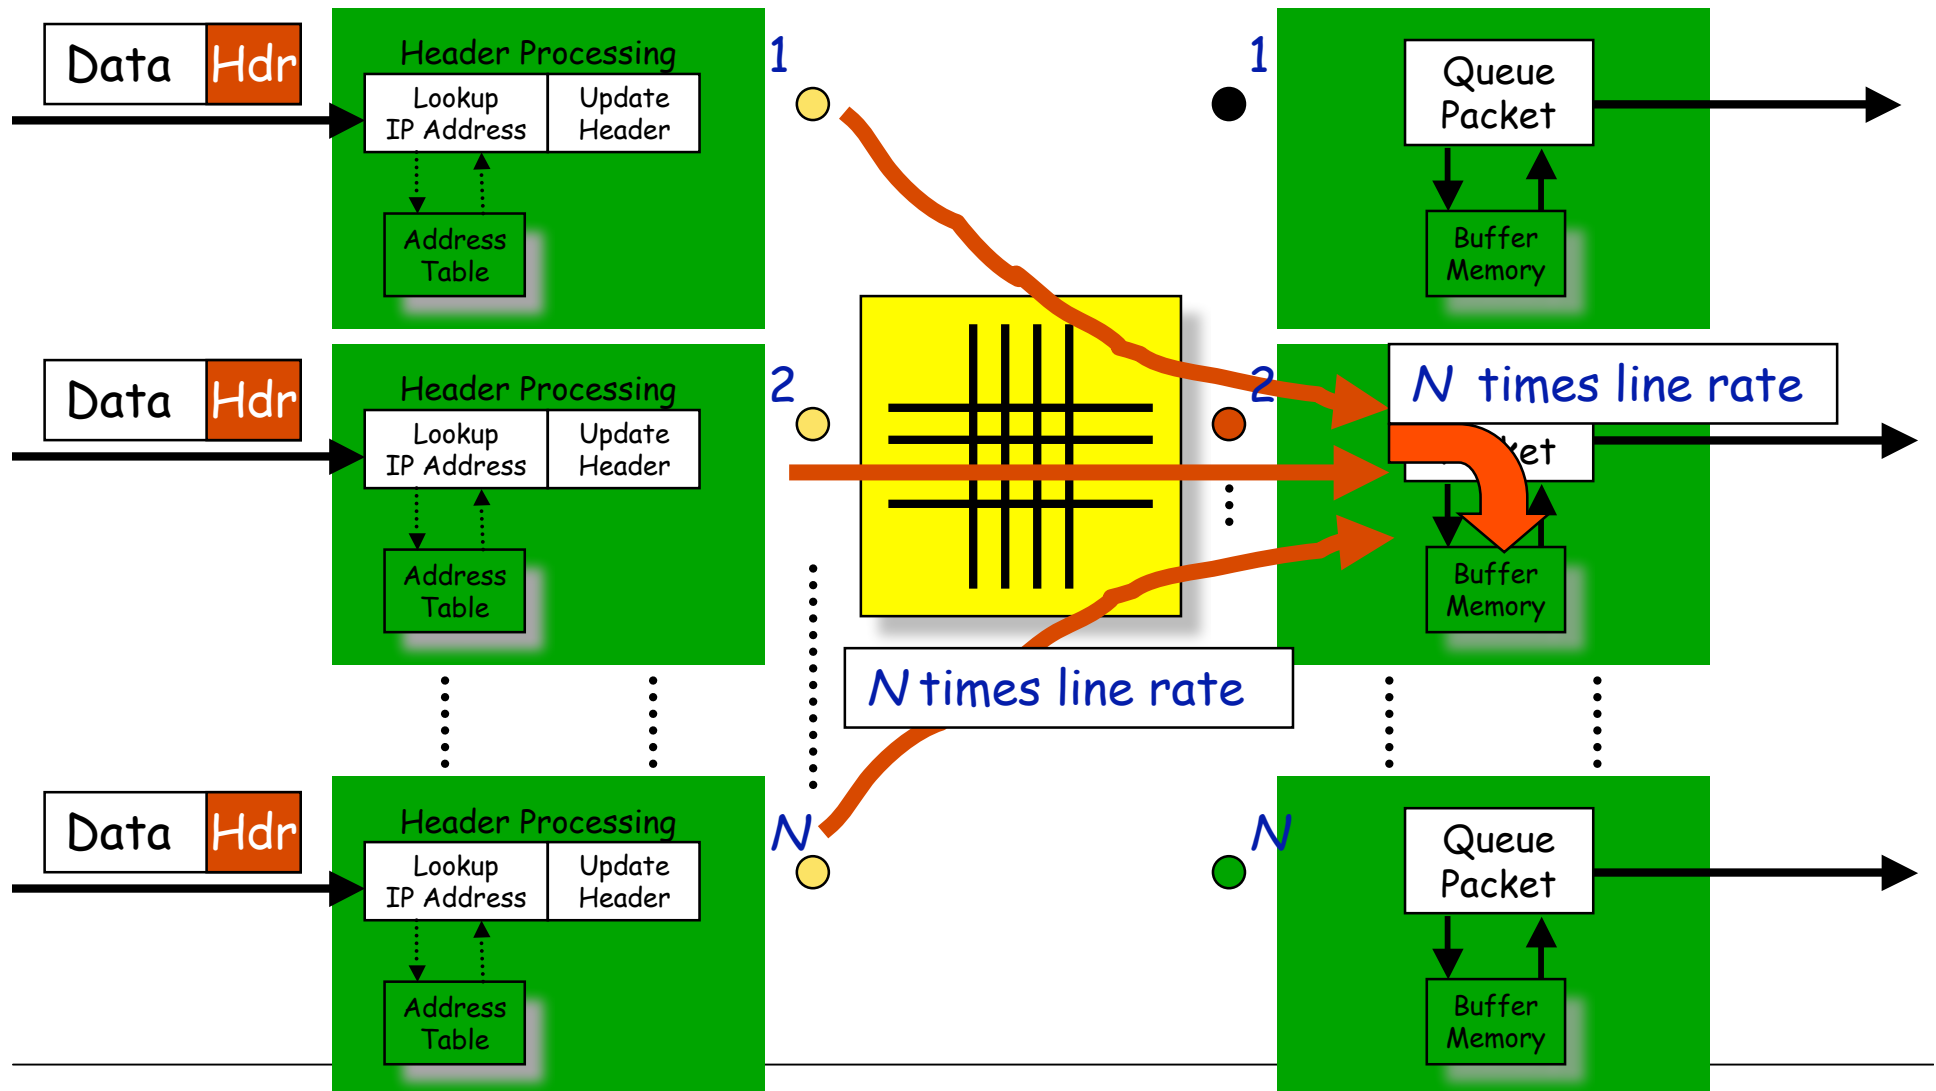 Data Hdr
Header Processing
Lookup
IP Address
Update
Header
Address
Table
1
1
Queue
Packet
Buffer
Memory
Data Hdr
Header Processing
Lookup
IP Address
Update
Header
Address
Table
2
2
N times line rate
Buffer
Memory
N times line rate
Data Hdr
Header Processing
Lookup
IP Address
Update
Header
Address
Table
N
N
Queue
Packet
Buffer
Memory